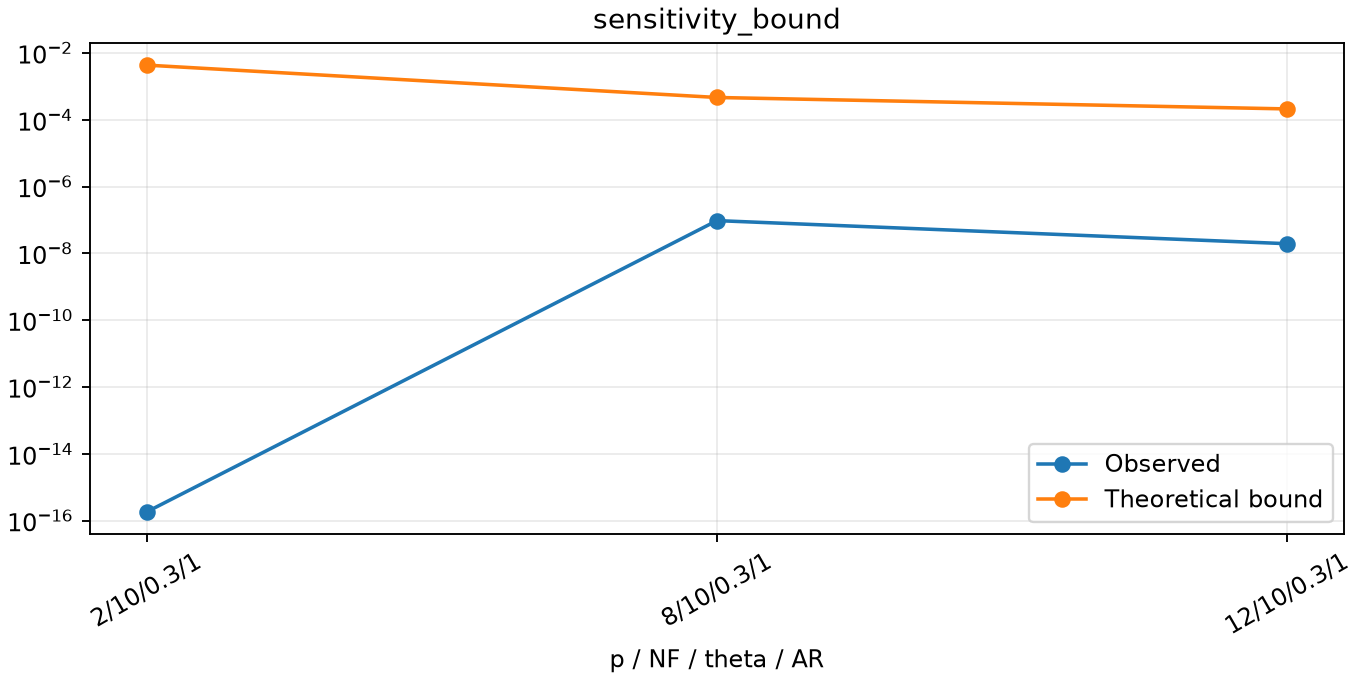 sensitivity_bound
10⁻²
10⁻⁴
10⁻⁶
10⁻⁸
10⁻¹⁰
10⁻¹²
10⁻¹⁴
10⁻¹⁶
Observed
Theoretical bound
2/10/0.3/1
8/10/0.3/1
12/10/0.3/1
p / NF / theta / AR